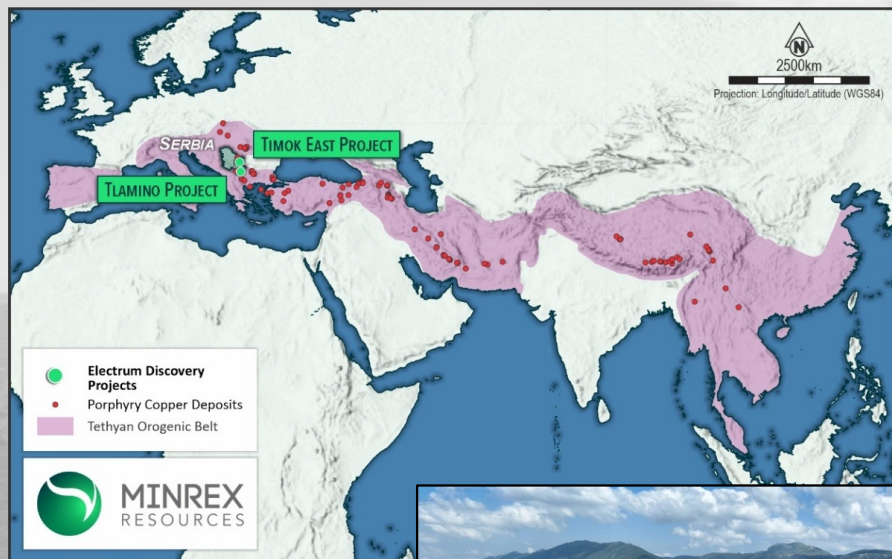 N
2500km
Projection: Longitude/Latitude (WGS84)
SERBIA
TIMOK EAST PROJECT
TLAMINO PROJECT
Electrum Discovery
Projects
Porphyry Copper Deposits
Tethyan Orogenic Belt
MINREX
RESOURCES